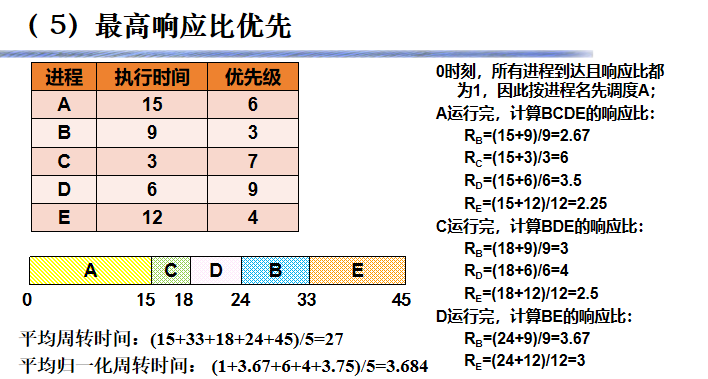 （5）最高响应比优先
进程 执行时间 优先级
A 15 6
B 9 3
C 3 7
D 6 9
E 12 4
A C D B E
0 15 18 24 33 45
平均周转时间：(15+33+18+24+45)/5=27
平均归一化周转时间： (1+3.67+6+4+3.75)/5=3.684
0时刻，所有进程到达且响应比都
为1，因此按进程名先调度A；
A运行完，计算BCDE的响应比：
RB=(15+9)/9=2.67
RC=(15+3)/3=6
RD=(15+6)/6=3.5
RE=(15+12)/12=2.25
C运行完，计算BDE的响应比：
RB=(18+9)/9=3
RD=(18+6)/6=4
RE=(18+12)/12=2.5
D运行完，计算BE的响应比：
RB=(24+9)/9=3.67
RE=(24+12)/12=3